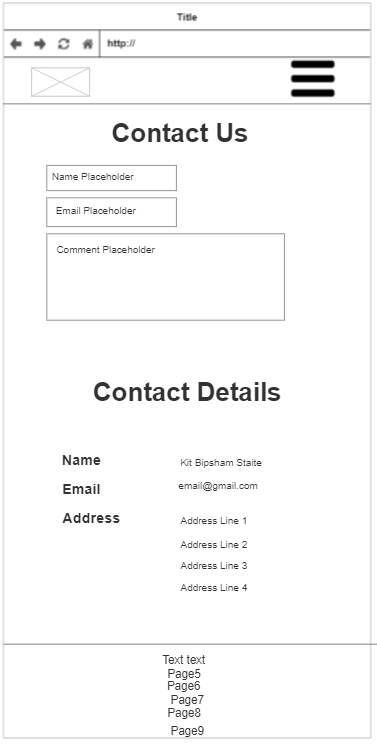 Title
http://
Contact Us
Name Placeholder
Email Placeholder
Comment Placeholder
Contact Details
Name Kit Bipsham Staite
Email email@gmail.com
Address Address Line 1
Address Line 2
Address Line 3
Address Line 4
Text text
Page5
Page6
Page7
Page8
Page9